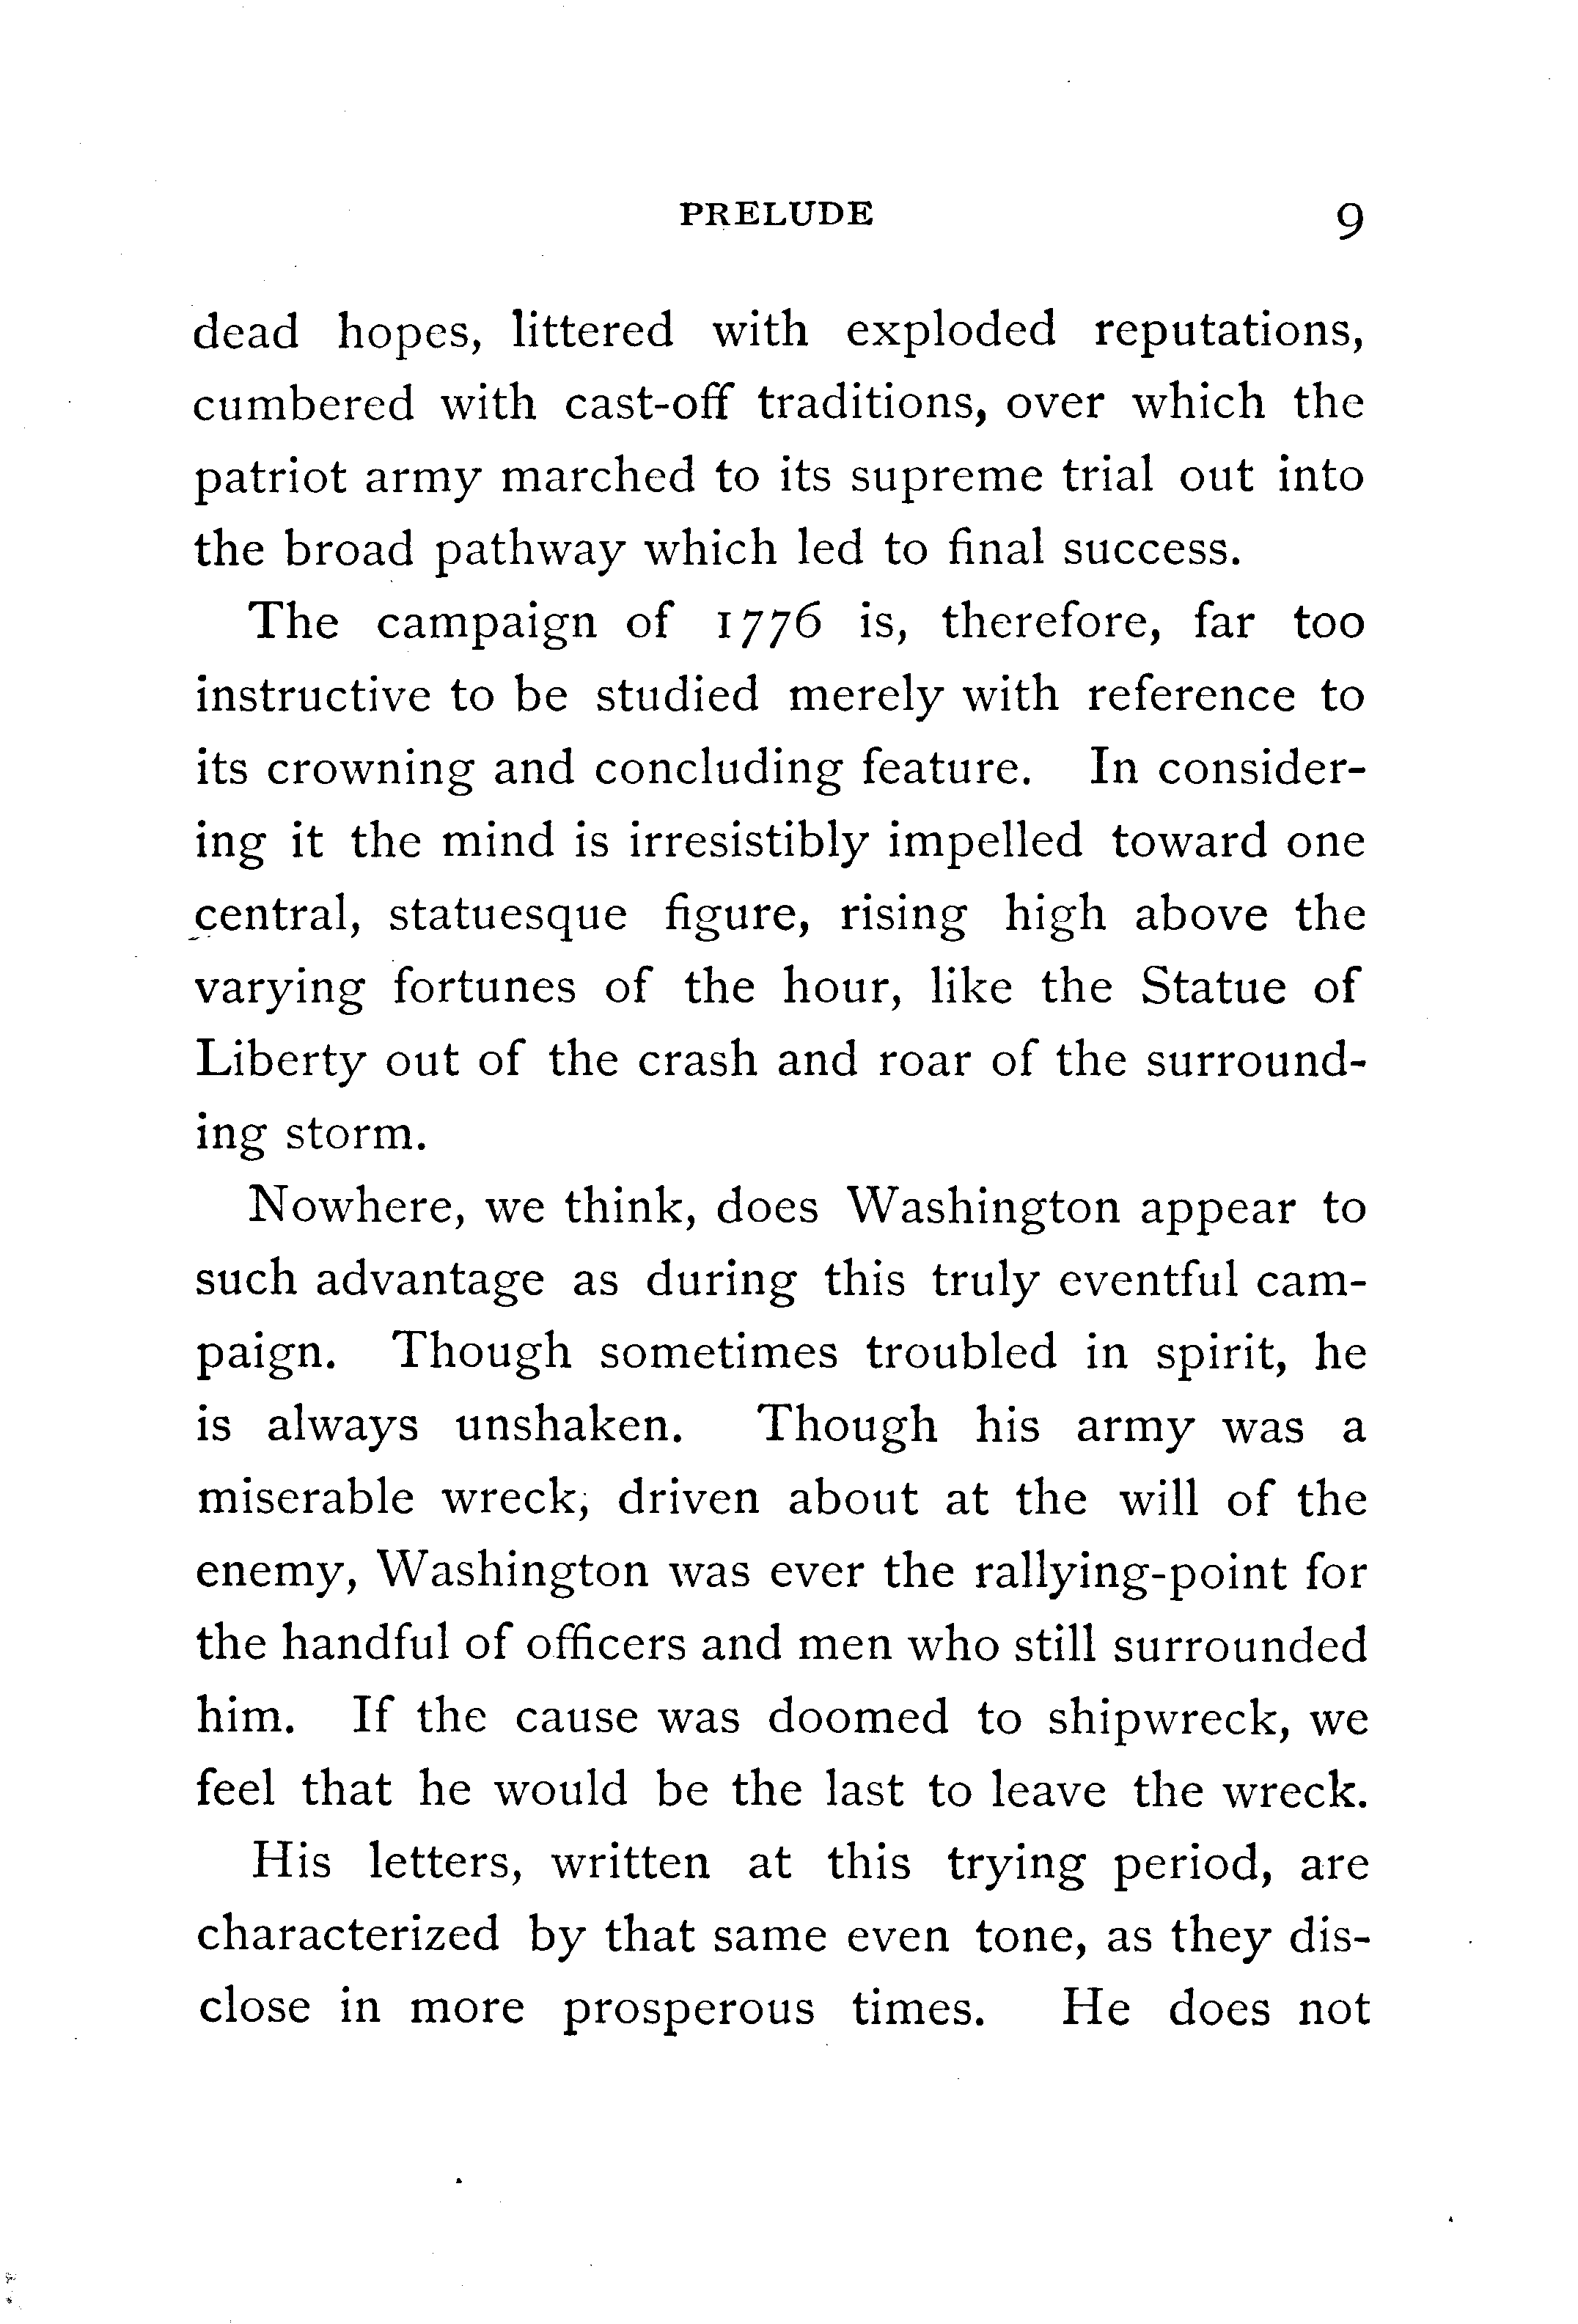 PRELUDE 9
dead hopes, littered with exploded reputations,
cumbered with cast-off traditions, over which the
patriot army marched to its supreme trial out into
the broad pathway which led to final success.
The campaign of 1776 is, therefore, far too
instructive to be studied merely with reference to
its crowning and concluding feature. In consider-
ing it the mind is irresistibly impelled toward one
central, statuesque figure, rising high above the
varying fortunes of the hour, like the Statue of
Liberty out of the crash and roar of the surround-
ing storm.
Nowhere, we think, does Washington appear to
such advantage as during this truly eventful cam-
paign. Though sometimes troubled in spirit, he
is always unshaken. Though his army was a
miserable wreck, driven about at the will of the
enemy, Washington was ever the rallying-point for
the handful of officers and men who still surrounded
him. If the cause was doomed to shipwreck, we
feel that he would be the last to leave the wreck.
His letters, written at this trying period, are
characterized by that same even tone, as they dis-
close in more prosperous times. He does not